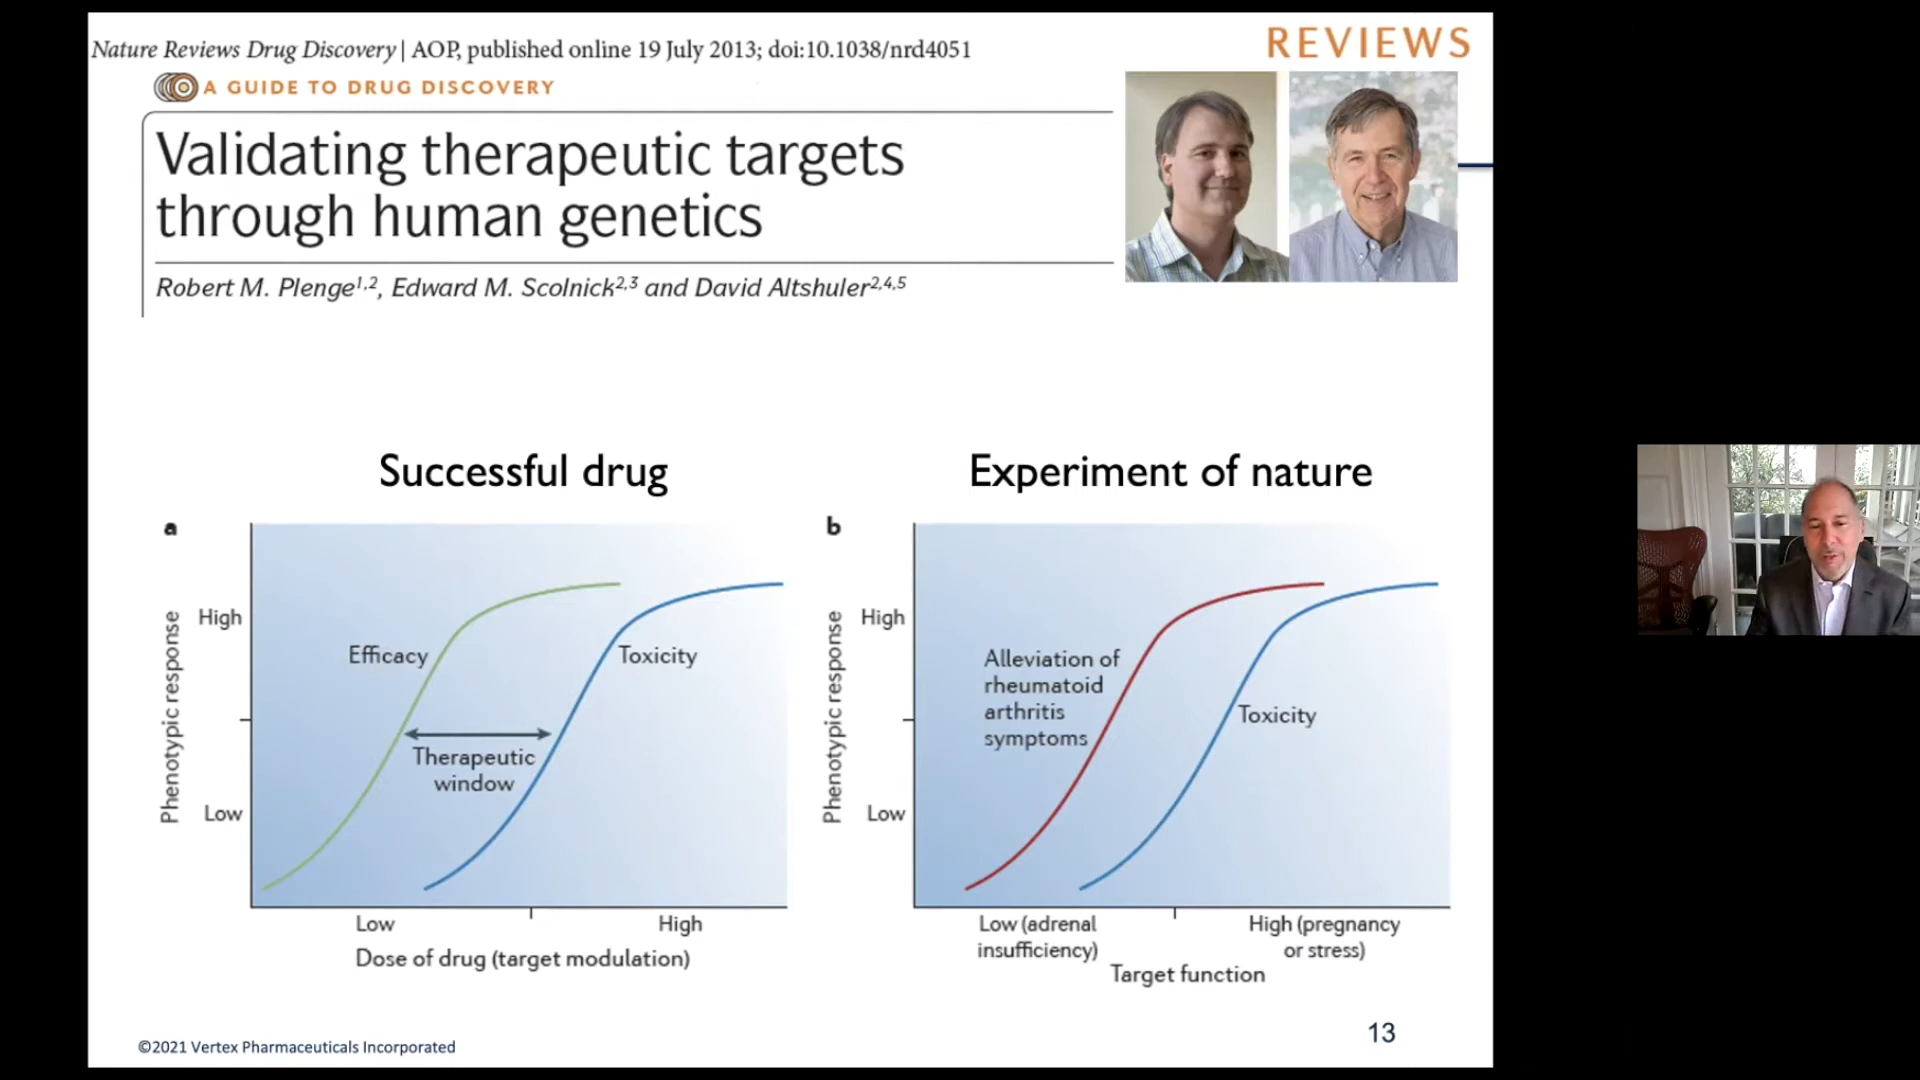 Nature Reviews Drug Discovery | AOP, published online 19 July 2013; doi:10.1038/nrd4051
REVIEWS
A GUIDE TO DRUG DISCOVERY
Validating therapeutic targets
through human genetics
Robert M. Plenge1,2, Edward M. Scolnick2,3 and David Altshuler2,4,5
Successful drug
a
Phenotypic response
High
Low
Efficacy
Toxicity
Therapeutic
window
Low
High
Dose of drug (target modulation)
Experiment of nature
b
Phenotypic response
High
Low
Alleviation of
rheumatoid
arthritis
symptoms
Toxicity
Low (adrenal
insufficiency)
High (pregnancy
or stress)
Target function
©2021 Vertex Pharmaceuticals Incorporated
13